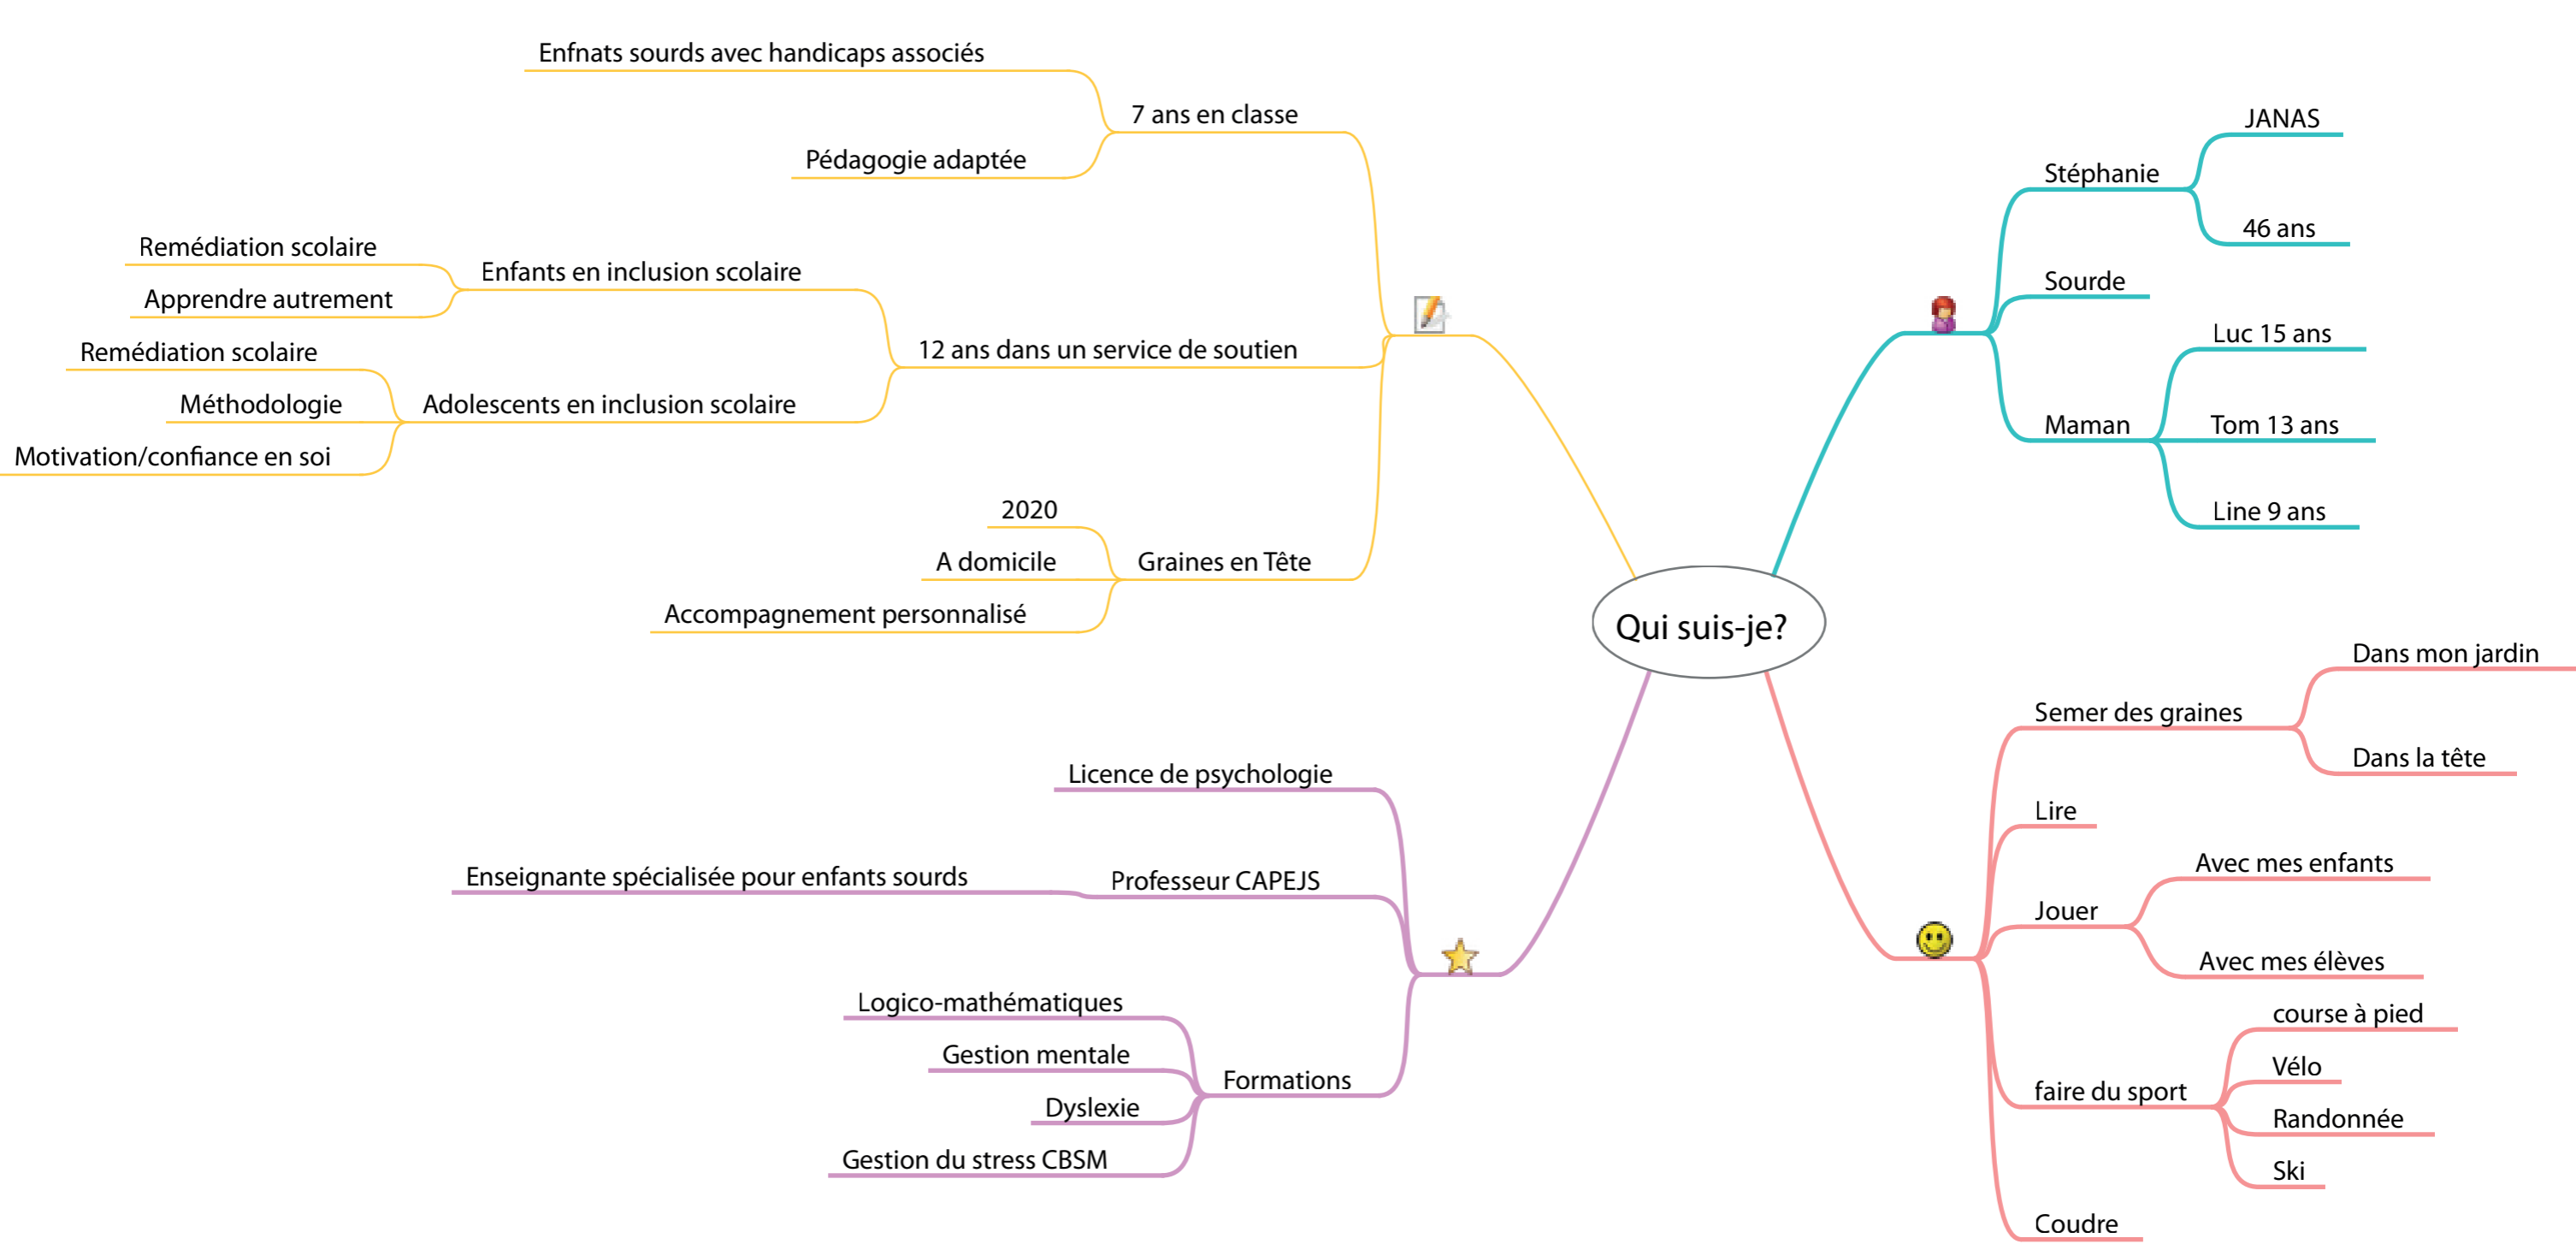 Qui suis-je?
Stéphanie
JANAS
46 ans
Sourde
Maman
Luc 15 ans
Tom 13 ans
Line 9 ans
Semer des graines
Dans mon jardin
Dans la tête
Lire
Jouer
Avec mes enfants
Avec mes élèves
faire du sport
course à pied
Vélo
Randonnée
Ski
Coudre
7 ans en classe
Enfnats sourds avec handicaps associés
Pédagogie adaptée
12 ans dans un service de soutien
Enfants en inclusion scolaire
Remédiation scolaire
Apprendre autrement
Adolescents en inclusion scolaire
Remédiation scolaire
Méthodologie
Motivation/confiance en soi
Graines en Tête
2020
A domicile
Accompagnement personnalisé
Licence de psychologie
Professeur CAPEJS
Enseignante spécialisée pour enfants sourds
Formations
Logico-mathématiques
Gestion mentale
Dyslexie
Gestion du stress CBSM